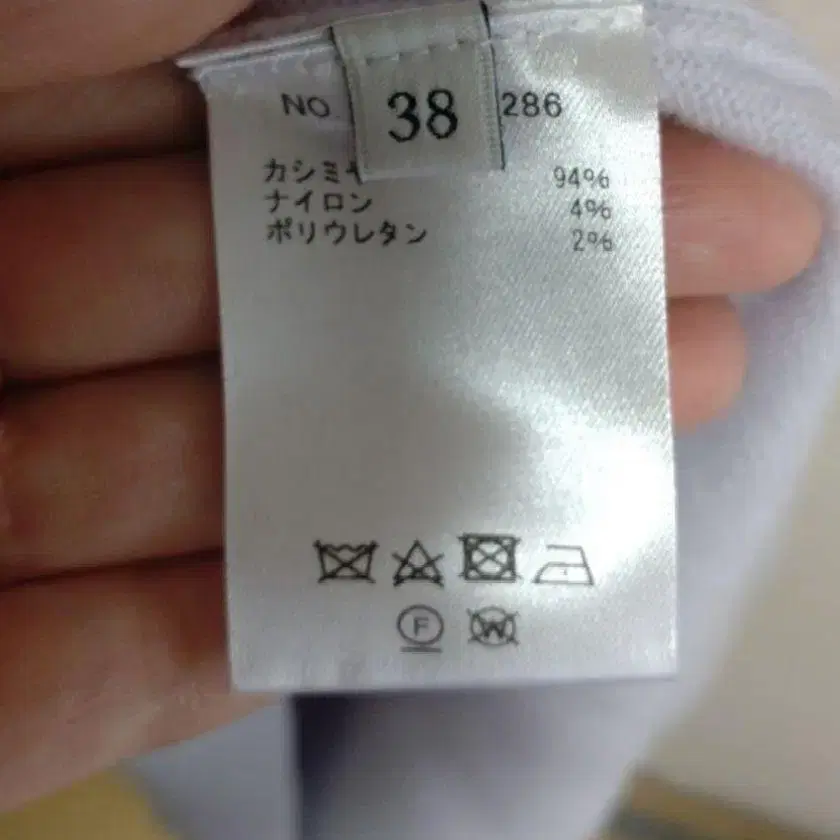 NO. 38 286
カシミヤ 94%
ナイロン 4%
ポリウレタン 2%
F W